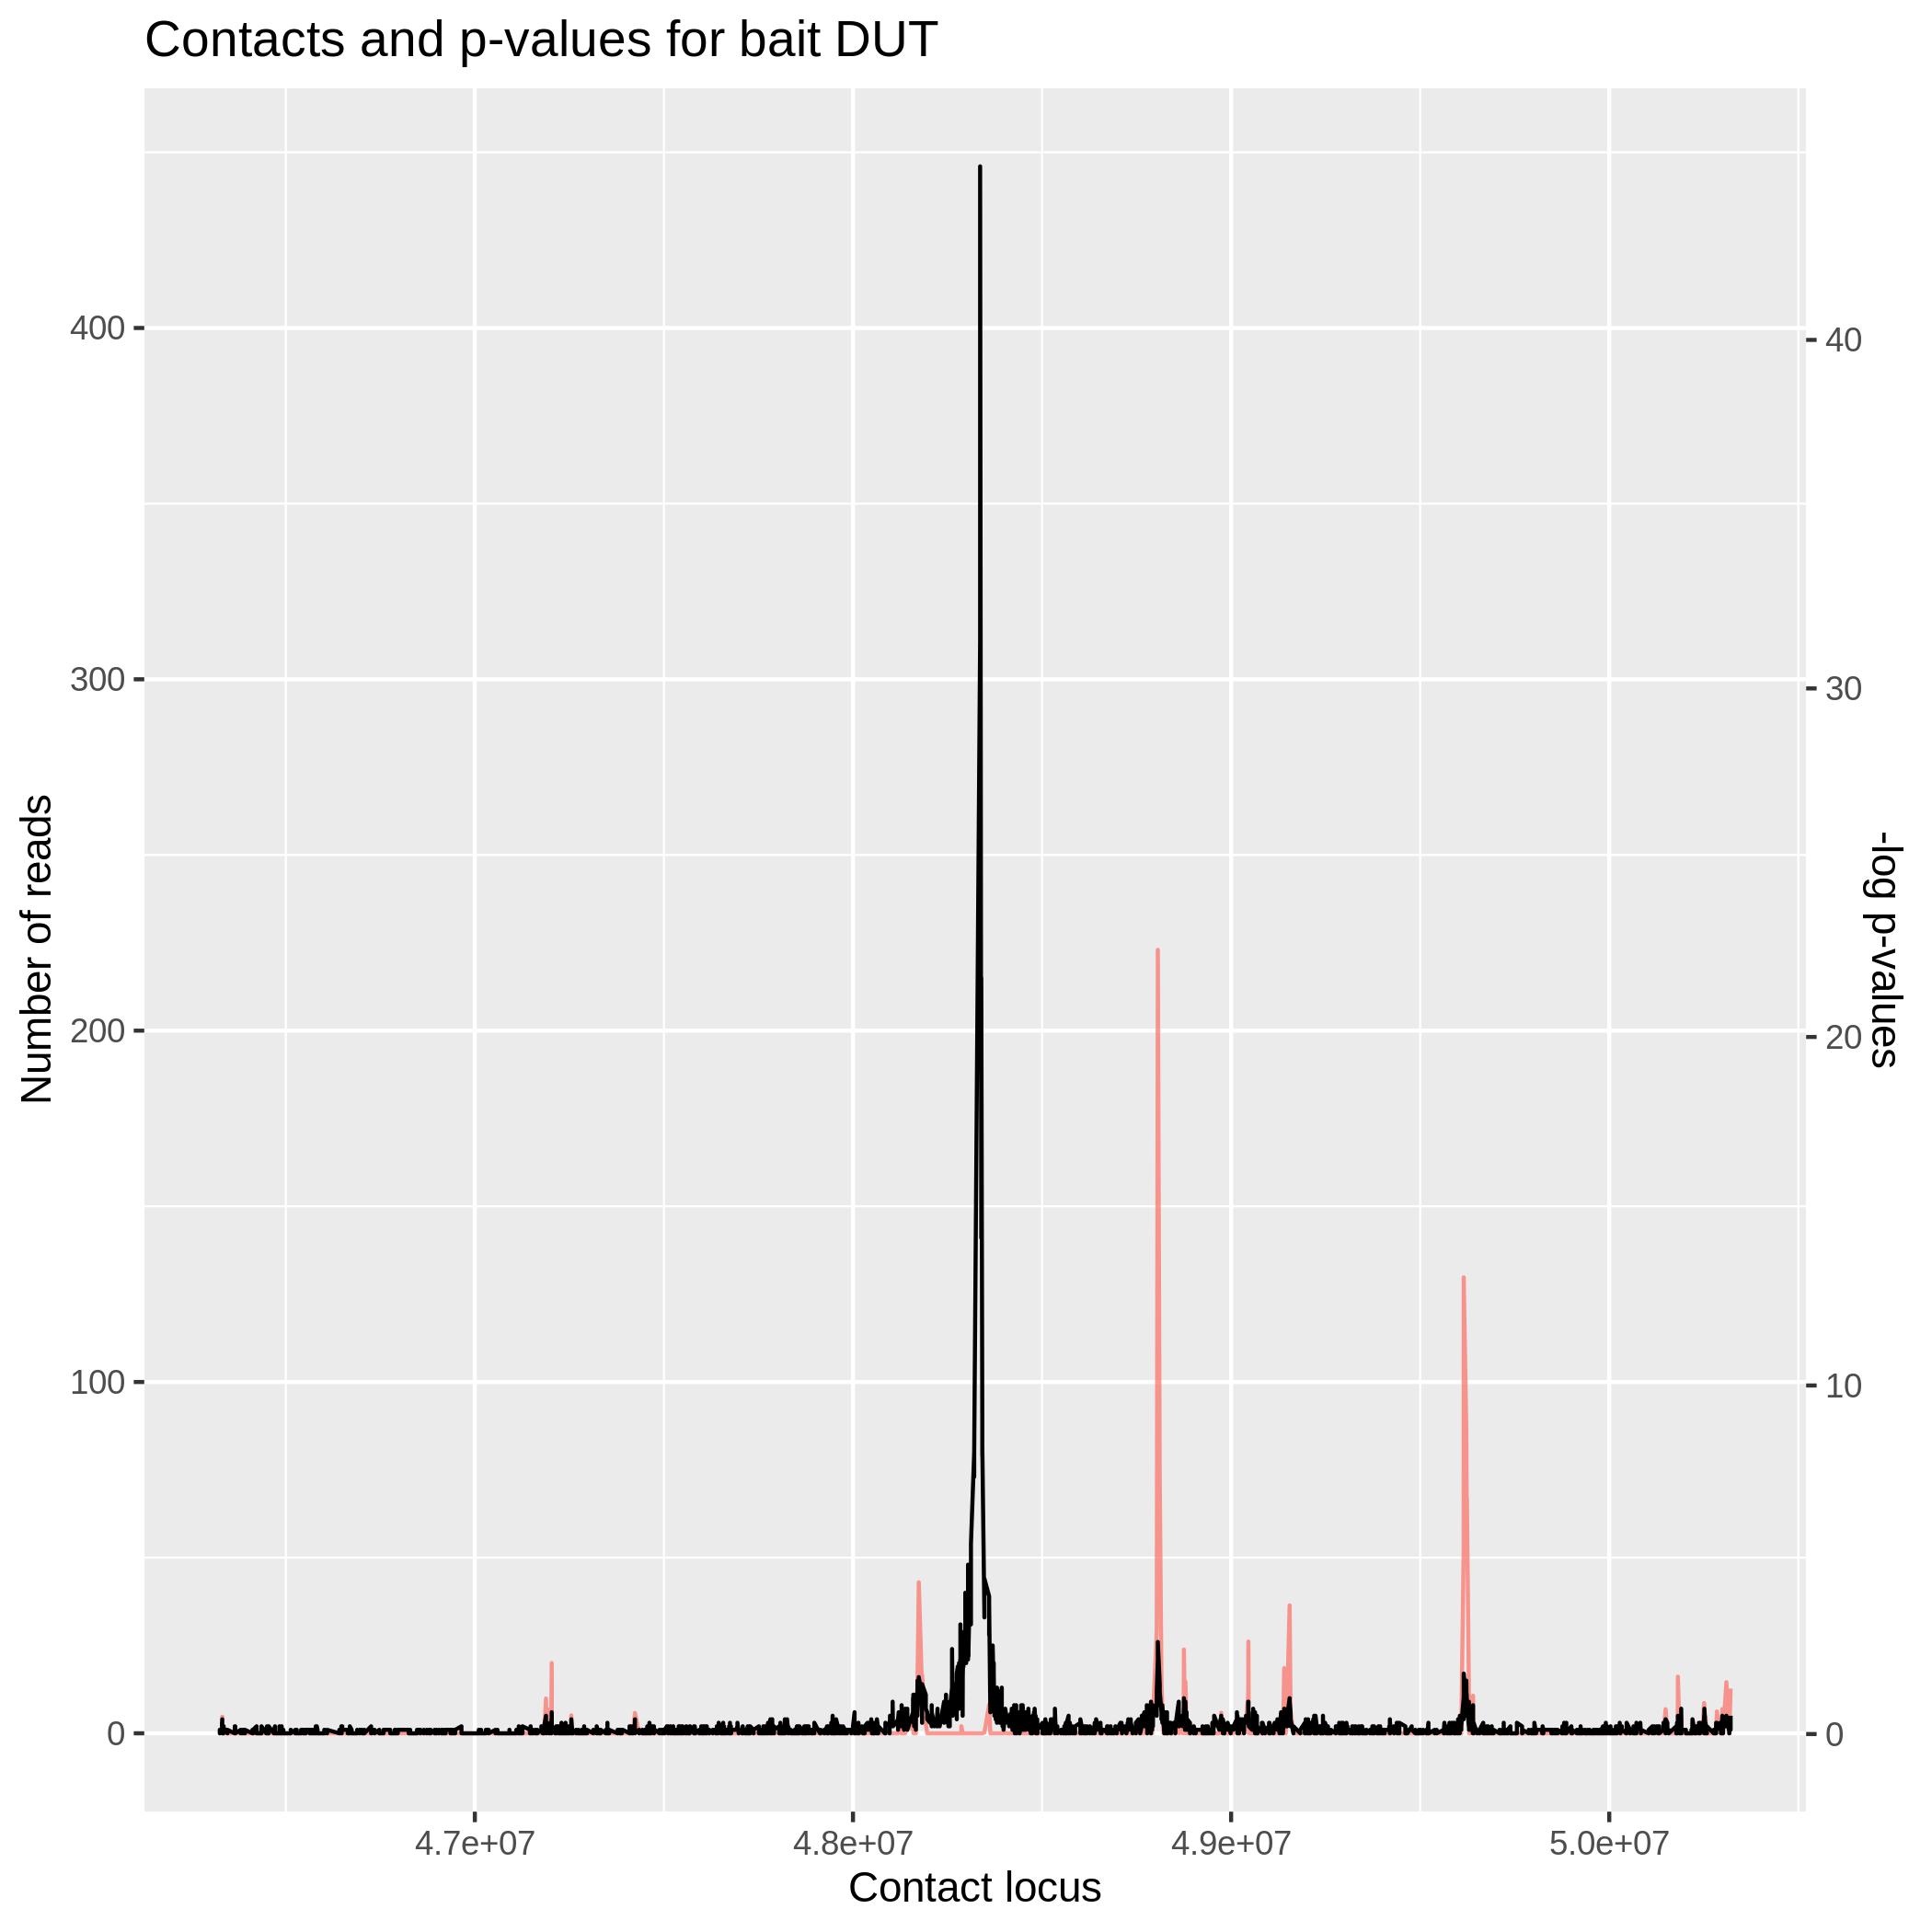 Contacts and p-values for bait DUT
Number of reads
400
300
200
100
0
40
30
20
10
0
-log p-values
4.7e+07
4.8e+07
4.9e+07
5.0e+07
Contact locus